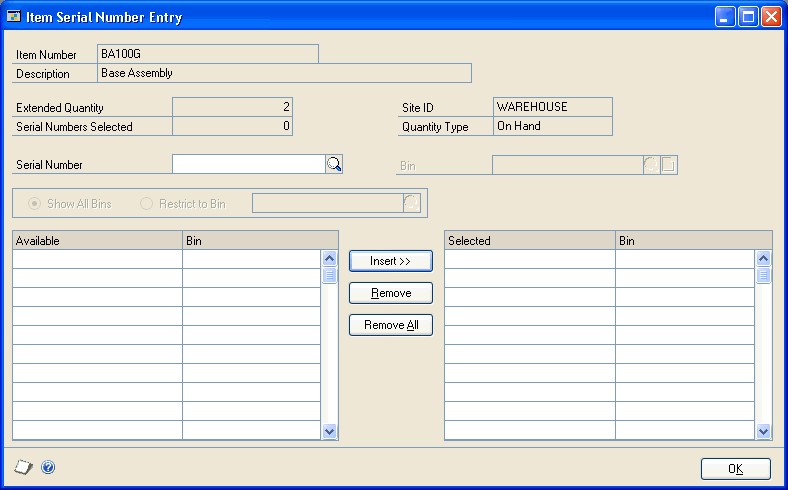 Item Serial Number Entry
Item Number BA100G
Description Base Assembly
Extended Quantity 2 Site ID WAREHOUSE
Serial Numbers Selected 0 Quantity Type On Hand
Serial Number Bin
Show All Bins Restrict to Bin
Available Bin Selected Bin
Insert >>
Remove
Remove All
OK